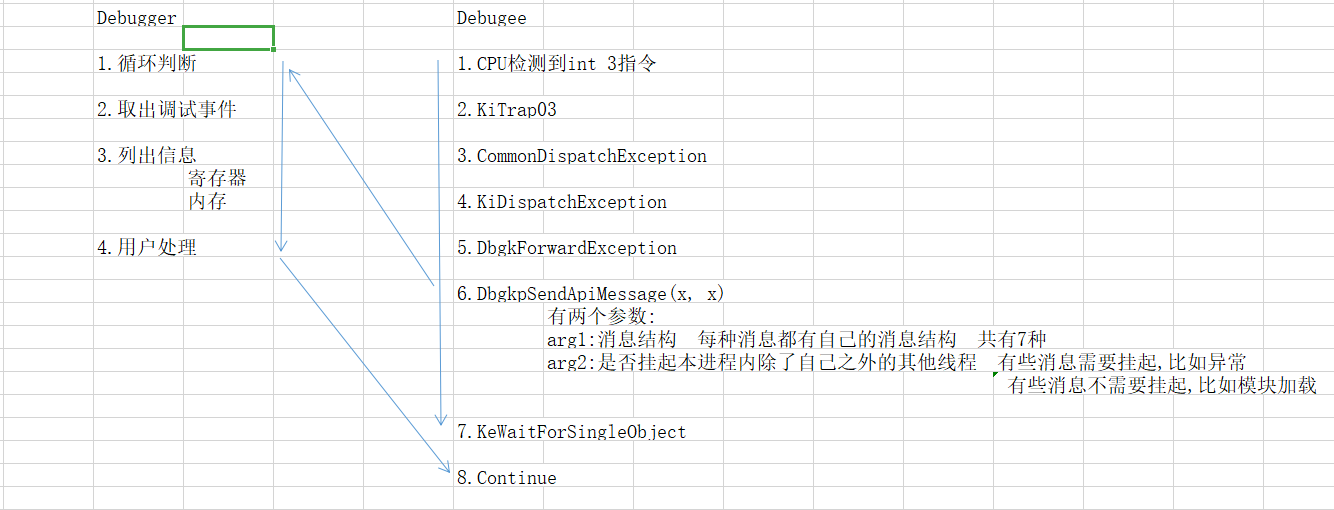 Debugger
Debugee
1.循环判断
1.CPU检测到int 3指令
2.取出调试事件
2.KiTrap03
3.列出信息
3.CommonDispatchException
寄存器
内存
4.KiDispatchException
4.用户处理
5.DbgkForwardException
6.DbgkpSendApiMessage(x, x)
有两个参数:
arg1:消息结构 每种消息都有自己的消息结构 共有7种
arg2:是否挂起本进程内除了自己之外的其他线程 有些消息需要挂起,比如异常
有些消息不需要挂起,比如模块加载
7.KeWaitForSingleObject
8.Continue